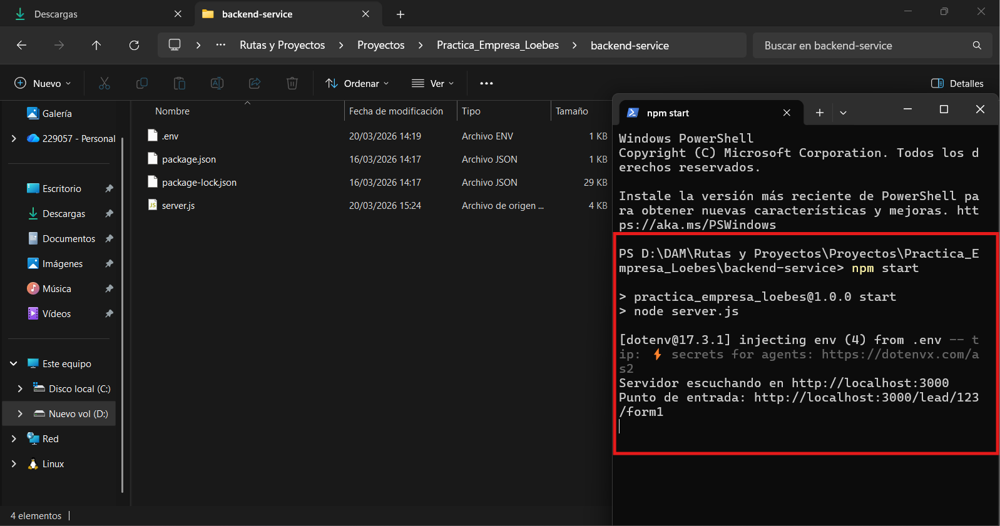 Descargas
backend-service
Rutas y Proyectos
Proyectos
Practica_Empresa_Loebes
backend-service
Buscar en backend-service
Nuevo
Ordenar
Ver
Detalles
Galería
229057 - Personal
Escritorio
Descargas
Documentos
Imágenes
Música
Vídeos
Este equipo
Disco local (C:)
Nuevo vol (D:)
Red
Linux
Nombre Fecha de modificación Tipo Tamaño
.env 20/03/2026 14:19 Archivo ENV 1 KB
package.json 16/03/2026 14:17 Archivo JSON 1 KB
package-lock.json 16/03/2026 14:17 Archivo JSON 29 KB
JS server.js 20/03/2026 15:24 Archivo de origen ... 4 KB
4 elementos
npm start
Windows PowerShell
Copyright (C) Microsoft Corporation. Todos los d
erechos reservados.
Instale la versión más reciente de PowerShell pa
ra obtener nuevas características y mejoras. htt
ps://aka.ms/PSWindows
PS D:\DAM\Rutas y Proyectos\Proyectos\Practica_E
mpresa_Loebes\backend-service> npm start
> practica_empresa_loebes@1.0.0 start
> node server.js
[dotenv@17.3.1] injecting env (4) from .env -- t
ip: ⚡ secrets for agents: https://dotenvx.com/a
s2
Servidor escuchando en http://localhost:3000
Punto de entrada: http://localhost:3000/lead/123
/form1